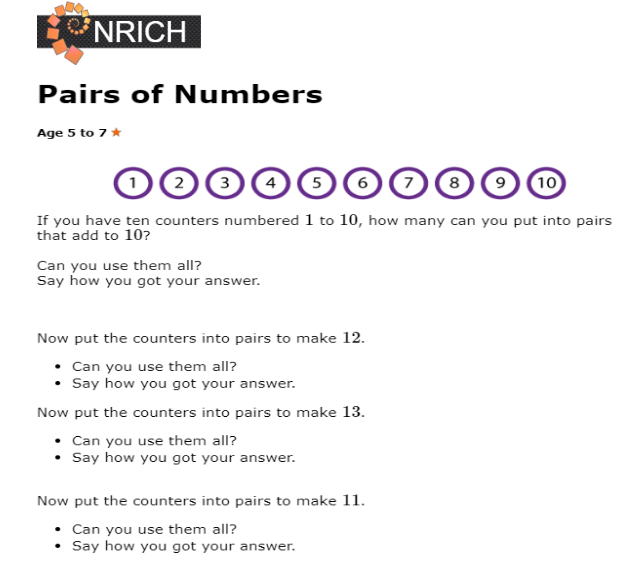 NRICH
Pairs of Numbers
Age 5 to 7
1 2 3 4 5 6 7 8 9 10
If you have ten counters numbered 1 to 10, how many can you put into pairs
that add to 10?
Can you use them all?
Say how you got your answer.
Now put the counters into pairs to make 12.
• Can you use them all?
• Say how you got your answer.
Now put the counters into pairs to make 13.
• Can you use them all?
• Say how you got your answer.
Now put the counters into pairs to make 11.
• Can you use them all?
• Say how you got your answer.